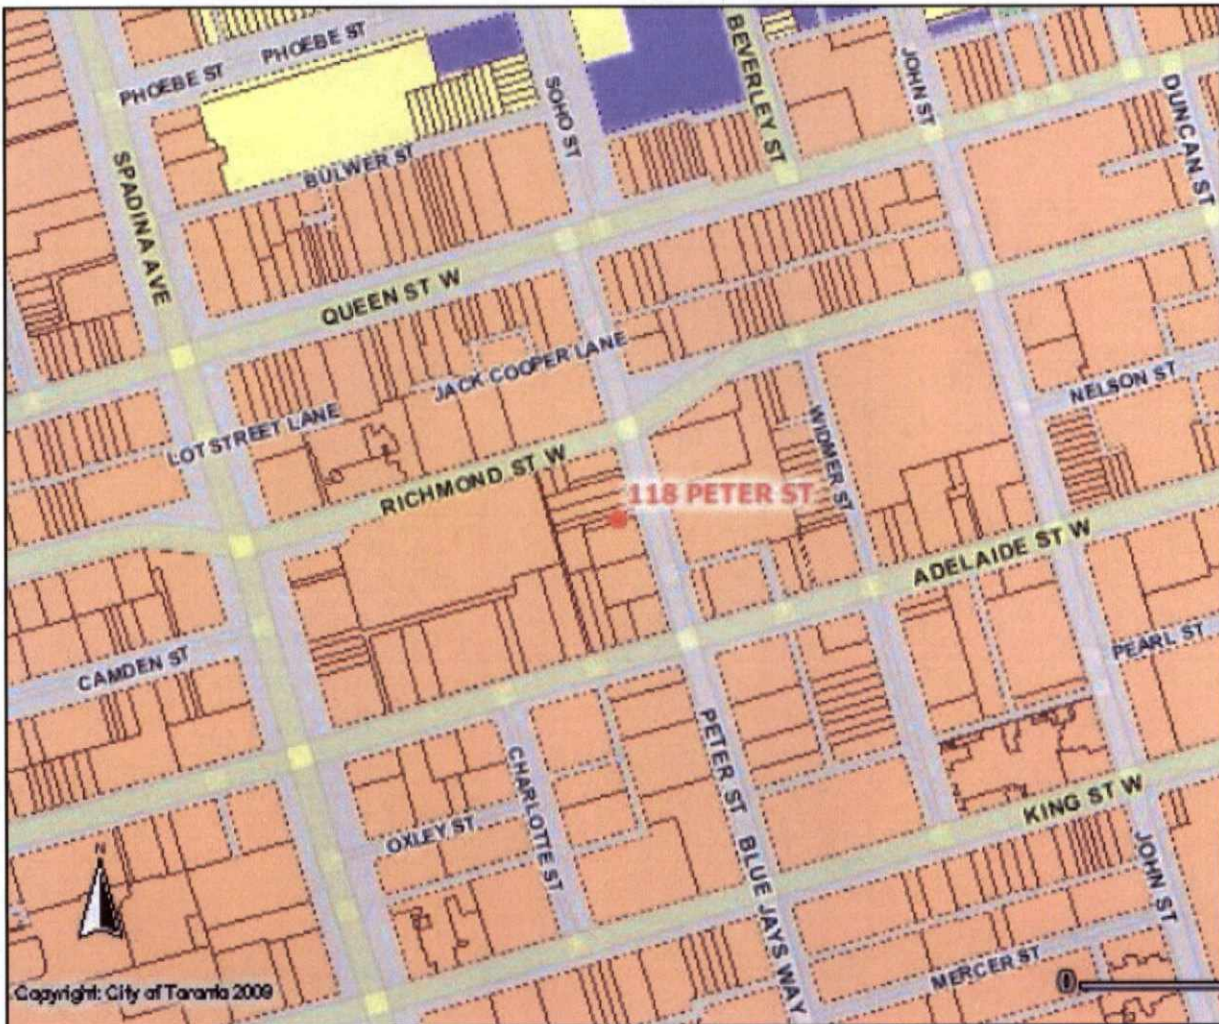 PHOEBE ST
PHOEBE ST
BEVERLEY ST
JOHN ST
SOHO ST
DUNCAN ST
SPADINA AVE
BULWER ST
QUEEN ST W
JACK COOPER LANE
NELSON ST
LOT STREET LANE
RICHMOND ST W
WIDMER ST
118 PETER ST
ADELAIDE ST W
CAMDEN ST
PEARL ST
PETER ST
CHARLOTTE ST
KING ST W
OXLEY ST
BLUE JAYS WAY
JOHN ST
N
MERCER ST
0
Copyright: City of Toronto 2009